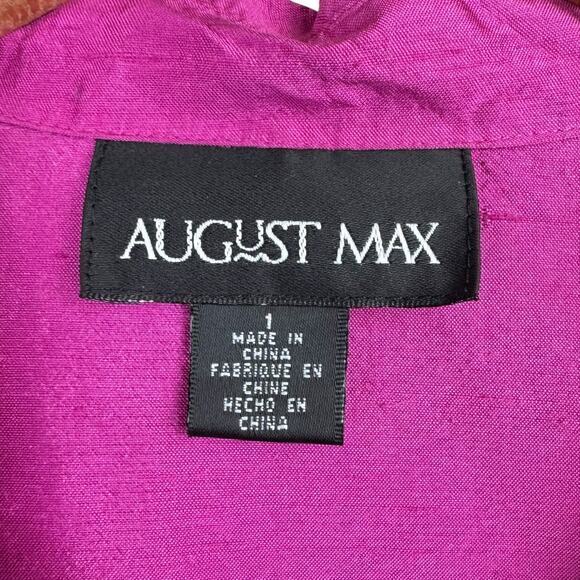 AUGUST MAX
1
MADE IN
CHINA
FABRIQUE EN
CHINE
HECHO EN
CHINA